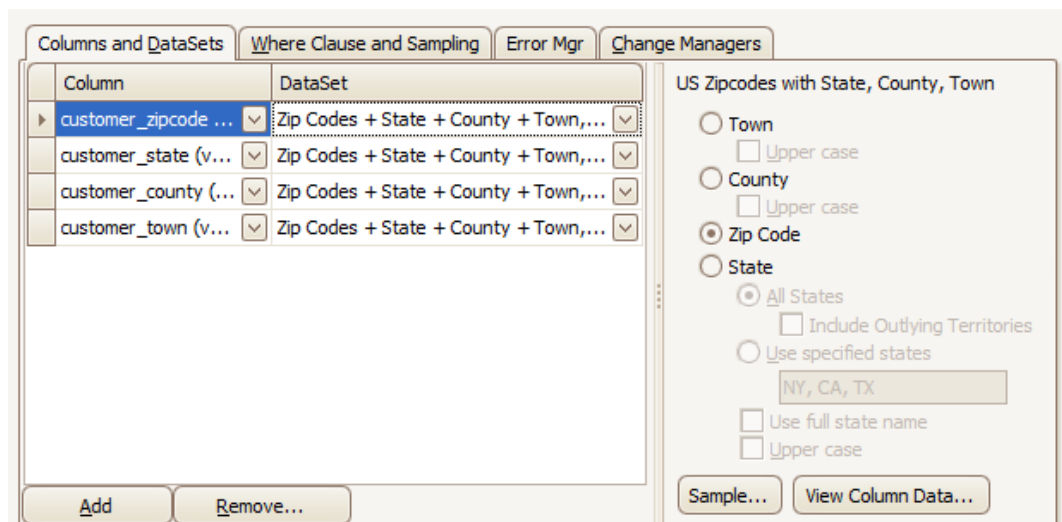 Columns and DataSets Where Clause and Sampling Error Mgr Change Managers
Column DataSet
customer_zipcode ... Zip Codes + State + County + Town,...
customer_state (v... Zip Codes + State + County + Town,...
customer_county (... Zip Codes + State + County + Town,...
customer_town (v... Zip Codes + State + County + Town,...
Add Remove...
US Zipcodes with State, County, Town
Town
Upper case
County
Upper case
Zip Code
State
All States
Include Outlying Territories
Use specified states
NY, CA, TX
Use full state name
Upper case
Sample... View Column Data...